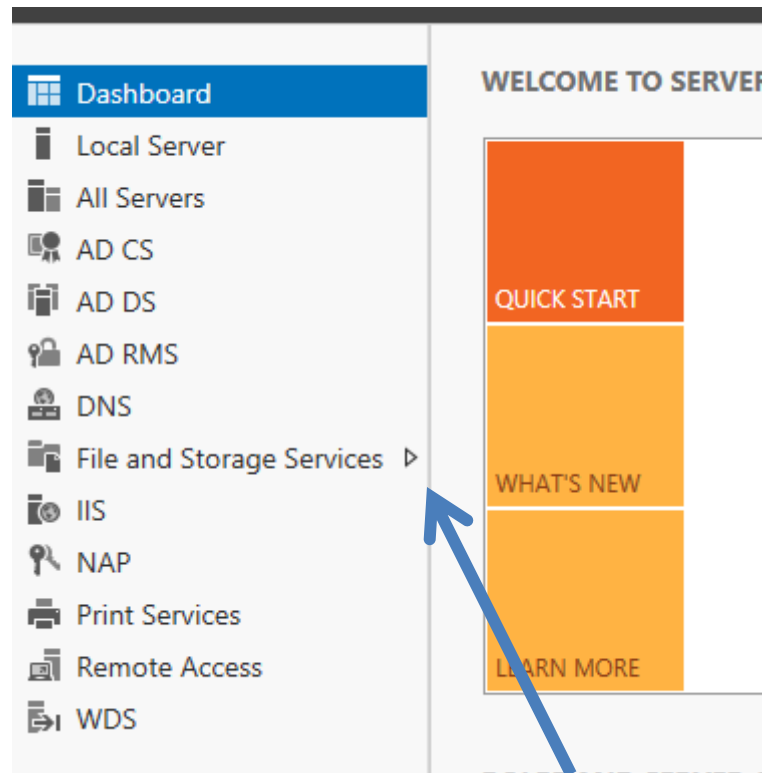 Dashboard
Local Server
All Servers
AD CS
AD DS
AD RMS
DNS
File and Storage Services
IIS
NAP
Print Services
Remote Access
WDS
WELCOME TO SERVER
QUICK START
WHAT'S NEW
LEARN MORE